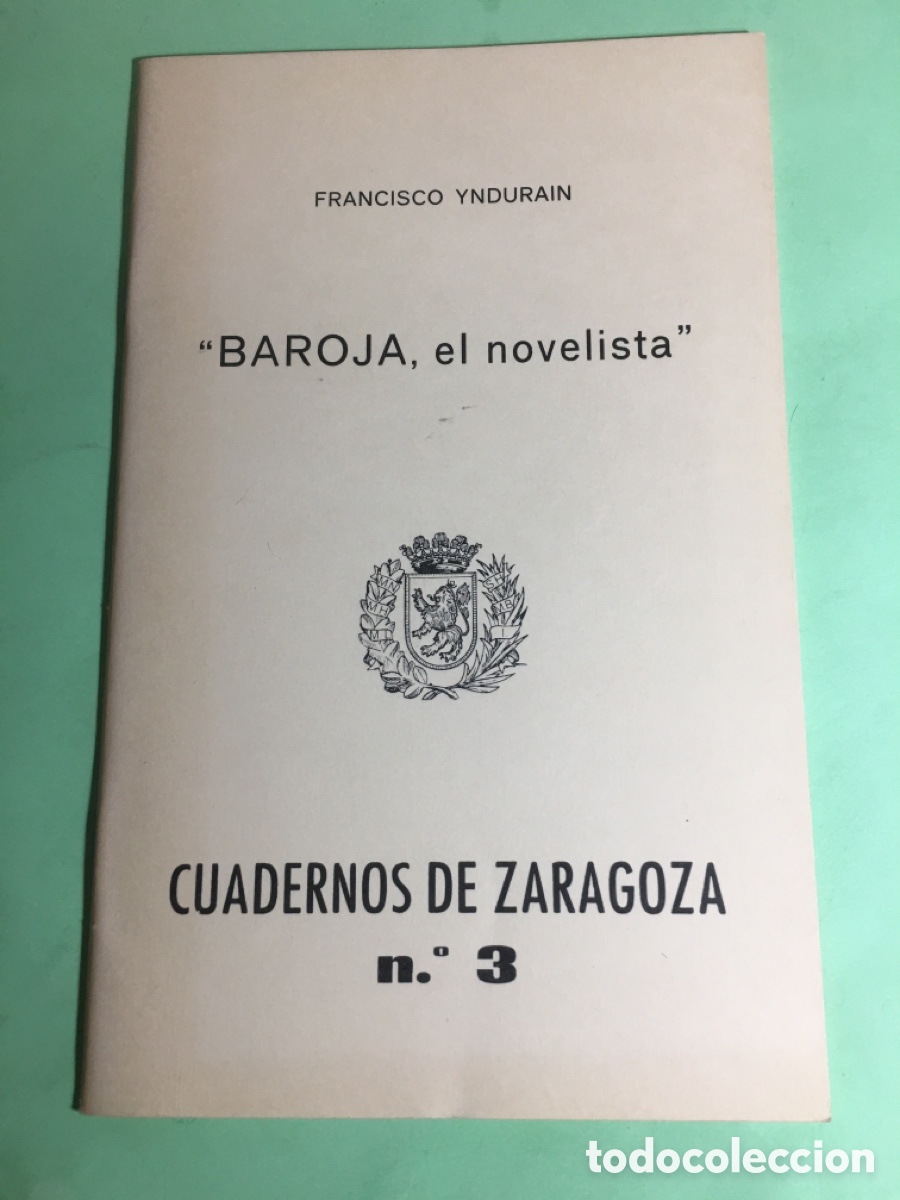 FRANCISCO YNDURAIN
“BAROJA, el novelista”
CUADERNOS DE ZARAGOZA
n.º 3
todocoleccion